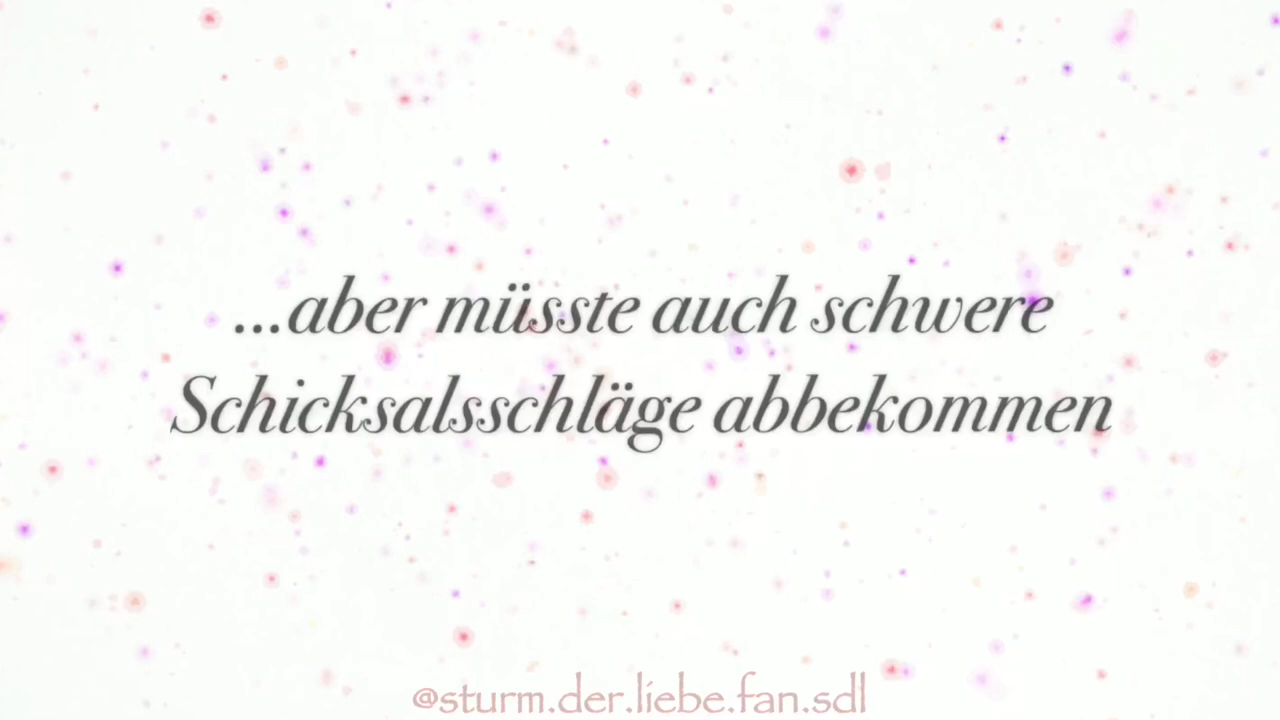 ...aber müsste auch schwere
Schicksalsschläge abbekommen
@sturm.der.liebe.fan.sdl